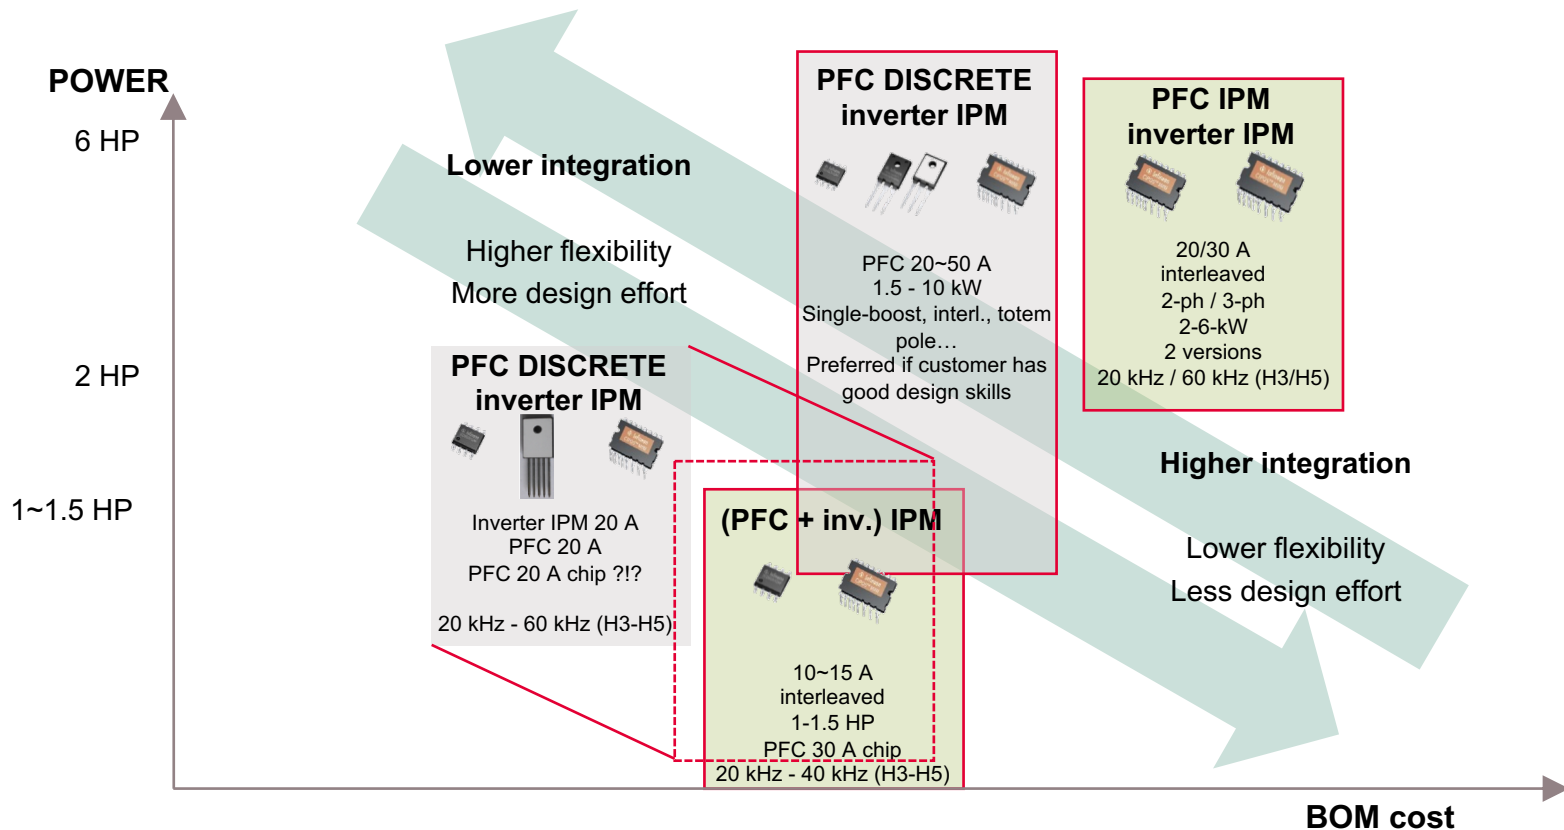 POWER
6 HP
2 HP
1~1.5 HP
Lower integration
Higher flexibility
More design effort
PFC DISCRETE
inverter IPM
PFC 20~50 A
1.5 - 10 kW
Single-boost, interl., totem
pole…
Preferred if customer has
good design skills
PFC IPM
inverter IPM
20/30 A
interleaved
2-ph / 3-ph
2-6-kW
2 versions
20 kHz / 60 kHz (H3/H5)
PFC DISCRETE
inverter IPM
Inverter IPM 20 A
PFC 20 A
PFC 20 A chip ?!?
20 kHz - 60 kHz (H3-H5)
(PFC + inv.) IPM
10~15 A
interleaved
1-1.5 HP
PFC 30 A chip
20 kHz - 40 kHz (H3-H5)
Higher integration
Lower flexibility
Less design effort
BOM cost